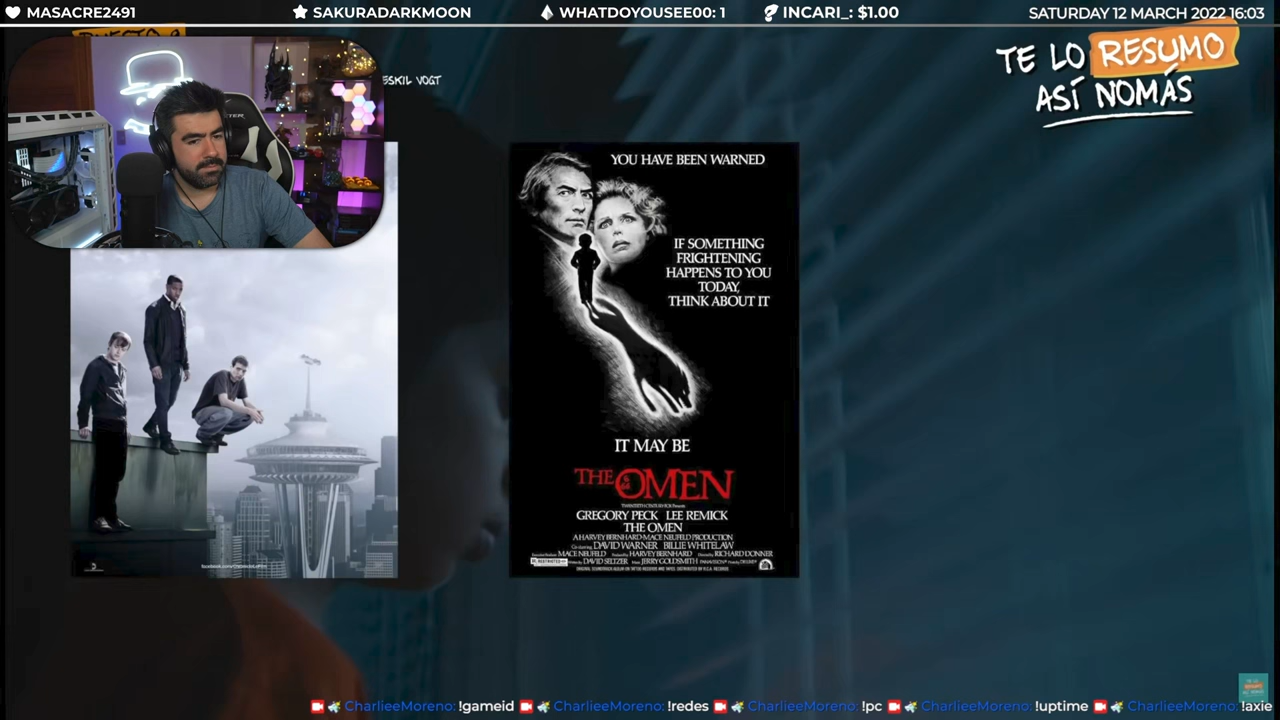 MASACRE2491
SAKURADARKMOON
WHATDOYOUSEE00: 1
INCARI_: $1.00
SATURDAY 12 MARCH 2022 16:03
ESKIL VOGT
TE LO RESUMO
ASÍ NOMÁS
YOU HAVE BEEN WARNED
IF SOMETHING
FRIGHTENING
HAPPENS TO YOU
TODAY,
THINK ABOUT IT
IT MAY BE
THE OMEN
GREGORY PECK LEE REMICK
THE OMEN
A HARVEY BERNHARD-MACE NEUFELD PRODUCTION
Co-starring DAVID WARNER BILLIE WHITELAW
MACE NEUFELD HARVEY BERNHARD RICHARD DONNER
DAVID SELTZER JERRY GOLDSMITH
CharlieeMoreno: !gameid CharlieeMoreno: !redes CharlieeMoreno: !pc CharlieeMoreno: !uptime CharlieeMoreno: !axie